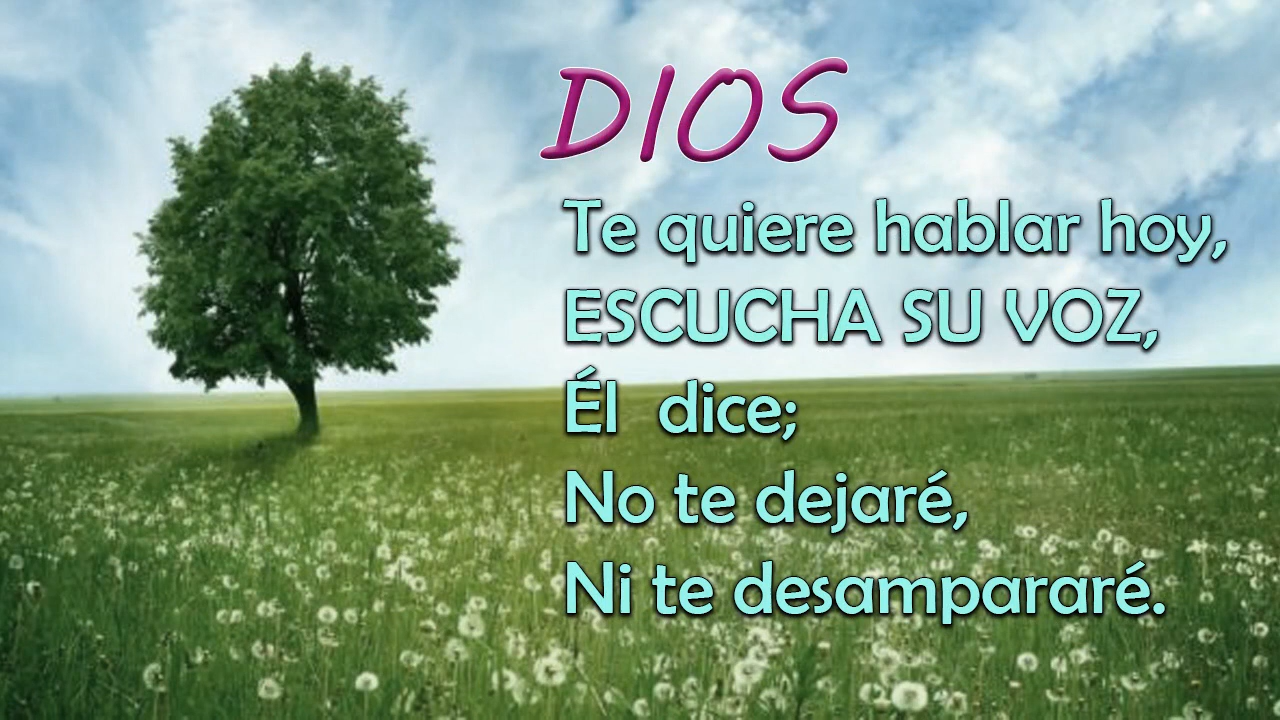 DIOS
Te quiere hablar hoy,
ESCUCHA SU VOZ,
Él dice;
No te dejaré,
Ni te desampararé.